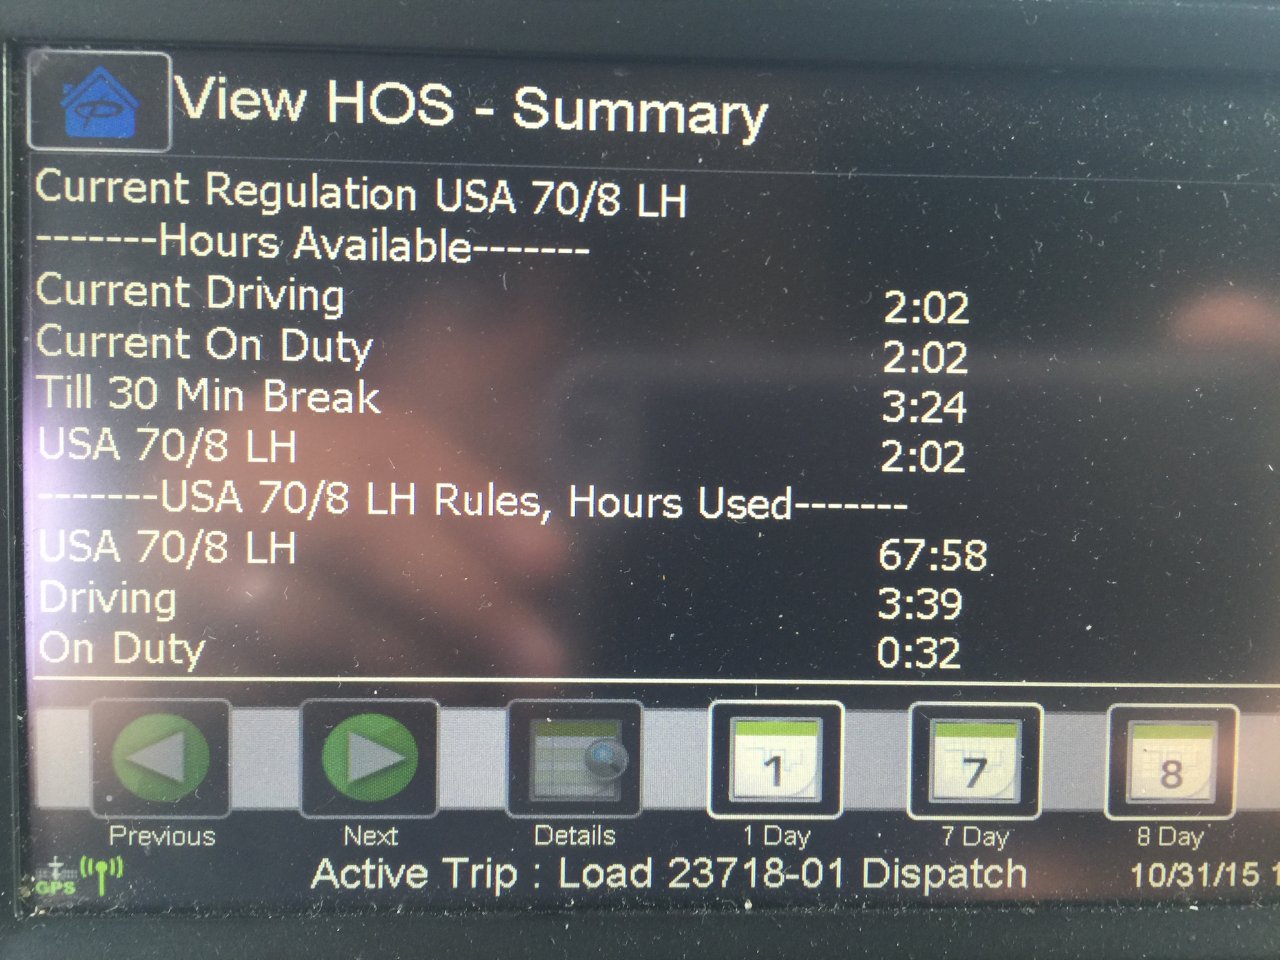 View HOS - Summary
Current Regulation USA 70/8 LH
-------Hours Available-------
Current Driving 2:02
Current On Duty 2:02
Till 30 Min Break 3:24
USA 70/8 LH 2:02
-------USA 70/8 LH Rules, Hours Used-------
USA 70/8 LH 67:58
Driving 3:39
On Duty 0:32
1 7 8
Previous Next Details 1 Day 7 Day 8 Day
GPS Active Trip : Load 23718-01 Dispatch 10/31/15